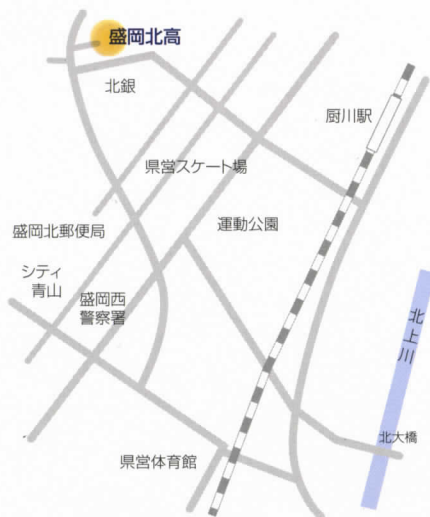 盛岡北高
北銀
厨川駅
県営スケート場
盛岡北郵便局
運動公園
シティ
青山
盛岡西
警察署
北上川
北大橋
県営体育館